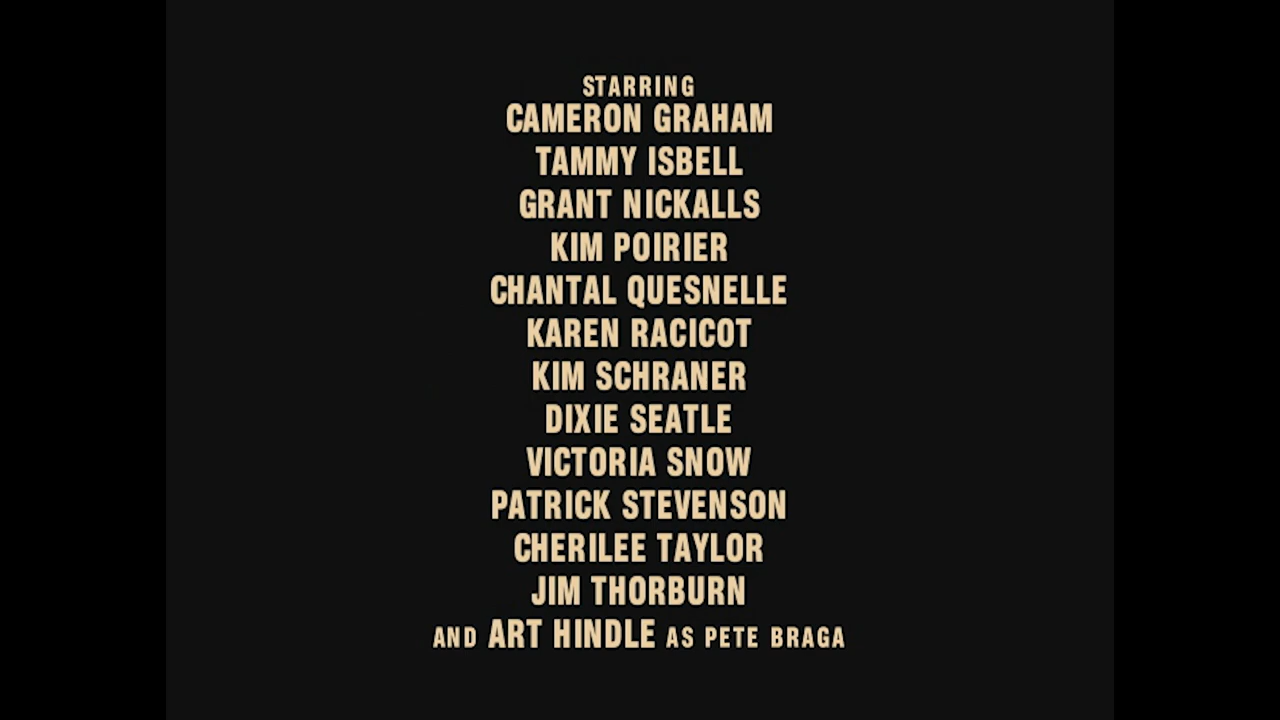 STARRING
CAMERON GRAHAM
TAMMY ISBELL
GRANT NICKALLS
KIM POIRIER
CHANTAL QUESNELLE
KAREN RACICOT
KIM SCHRANER
DIXIE SEATLE
VICTORIA SNOW
PATRICK STEVENSON
CHERILEE TAYLOR
JIM THORBURN
AND ART HINDLE AS PETE BRAGA